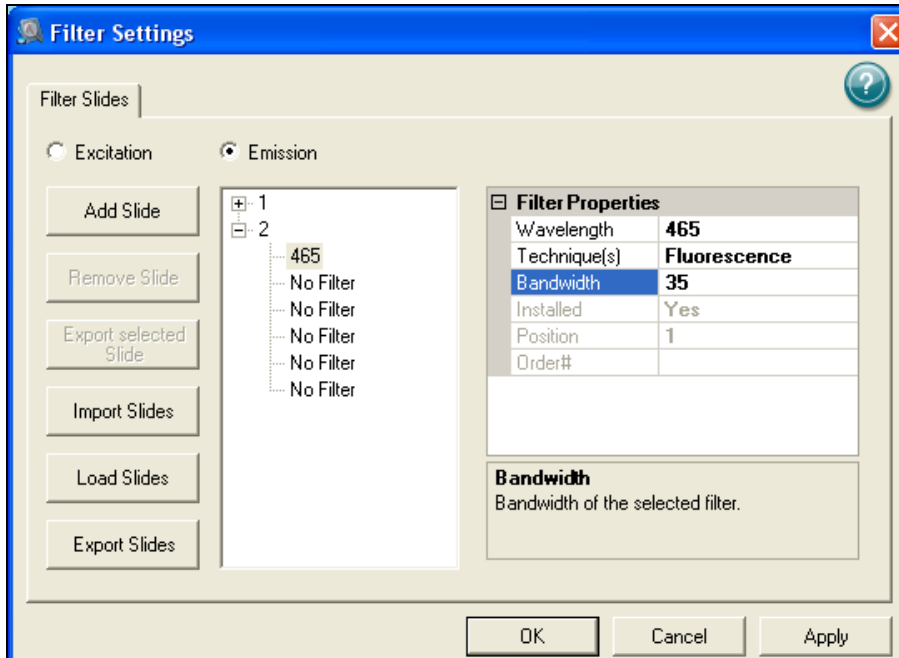 Filter Settings
?
Filter Slides
Excitation
Emission
Add Slide
Remove Slide
Export selected
Slide
Import Slides
Load Slides
Export Slides
1
2
465
No Filter
No Filter
No Filter
No Filter
No Filter
Filter Properties
Wavelength 465
Technique(s) Fluorescence
Bandwidth 35
Installed Yes
Position 1
Order#
Bandwidth
Bandwidth of the selected filter.
OK
Cancel
Apply